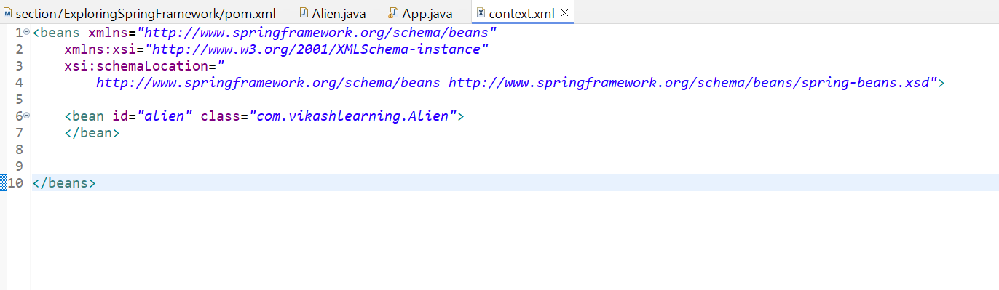 section7ExploringSpringFramework/pom.xml Alien.java App.java context.xml
1 <beans xmlns="http://www.springframework.org/schema/beans"
2 xmlns:xsi="http://www.w3.org/2001/XMLSchema-instance"
3 xsi:schemaLocation="
4 http://www.springframework.org/schema/beans http://www.springframework.org/schema/beans/spring-beans.xsd">
5
6 <bean id="alien" class="com.vikashlearning.Alien">
7 </bean>
8
9
10 </beans>